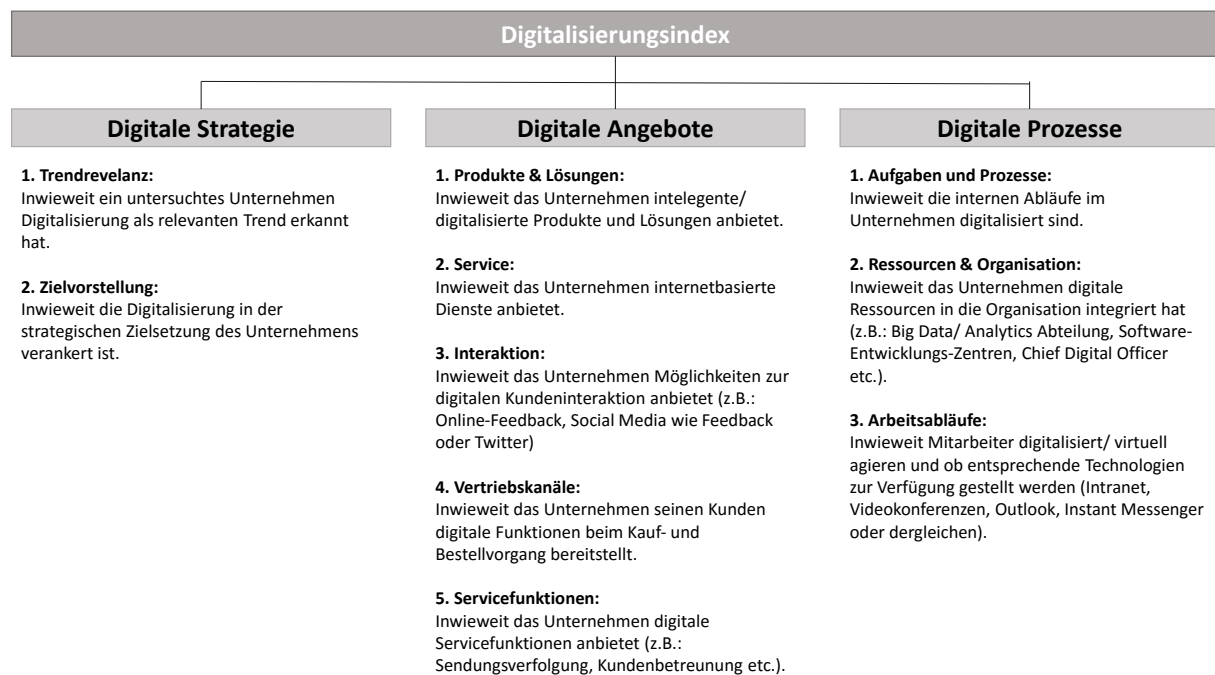 Digitalisierungsindex
Digitale Strategie
1. Trendrevelanz:
Inwieweit ein untersuchtes Unternehmen
Digitalisierung als relevanten Trend erkannt
hat.
2. Zielvorstellung:
Inwieweit die Digitalisierung in der
strategischen Zielsetzung des Unternehmens
verankert ist.
Digitale Angebote
1. Produkte & Lösungen:
Inwieweit das Unternehmen intelegente/
digitalisierte Produkte und Lösungen anbietet.
2. Service:
Inwieweit das Unternehmen internetbasierte
Dienste anbietet.
3. Interaktion:
Inwieweit das Unternehmen Möglichkeiten zur
digitalen Kundeninteraktion anbietet (z.B.:
Online-Feedback, Social Media wie Feedback
oder Twitter)
4. Vertriebskanäle:
Inwieweit das Unternehmen seinen Kunden
digitale Funktionen beim Kauf- und
Bestellvorgang bereitstellt.
5. Servicefunktionen:
Inwieweit das Unternehmen digitale
Servicefunktionen anbietet (z.B.:
Sendungsverfolgung, Kundenbetreunung etc.).
Digitale Prozesse
1. Aufgaben und Prozesse:
Inwieweit die internen Abläufe im
Unternehmen digitalisiert sind.
2. Ressourcen & Organisation:
Inwieweit das Unternehmen digitale
Ressourcen in die Organisation integriert hat
(z.B.: Big Data/ Analytics Abteilung, Software-
Entwicklungs-Zentren, Chief Digital Officer
etc.).
3. Arbeitsabläufe:
Inwieweit Mitarbeiter digitalisiert/ virtuell
agieren und ob entsprechende Technologien
zur Verfügung gestellt werden (Intranet,
Videokonferenzen, Outlook, Instant Messenger
oder dergleichen).